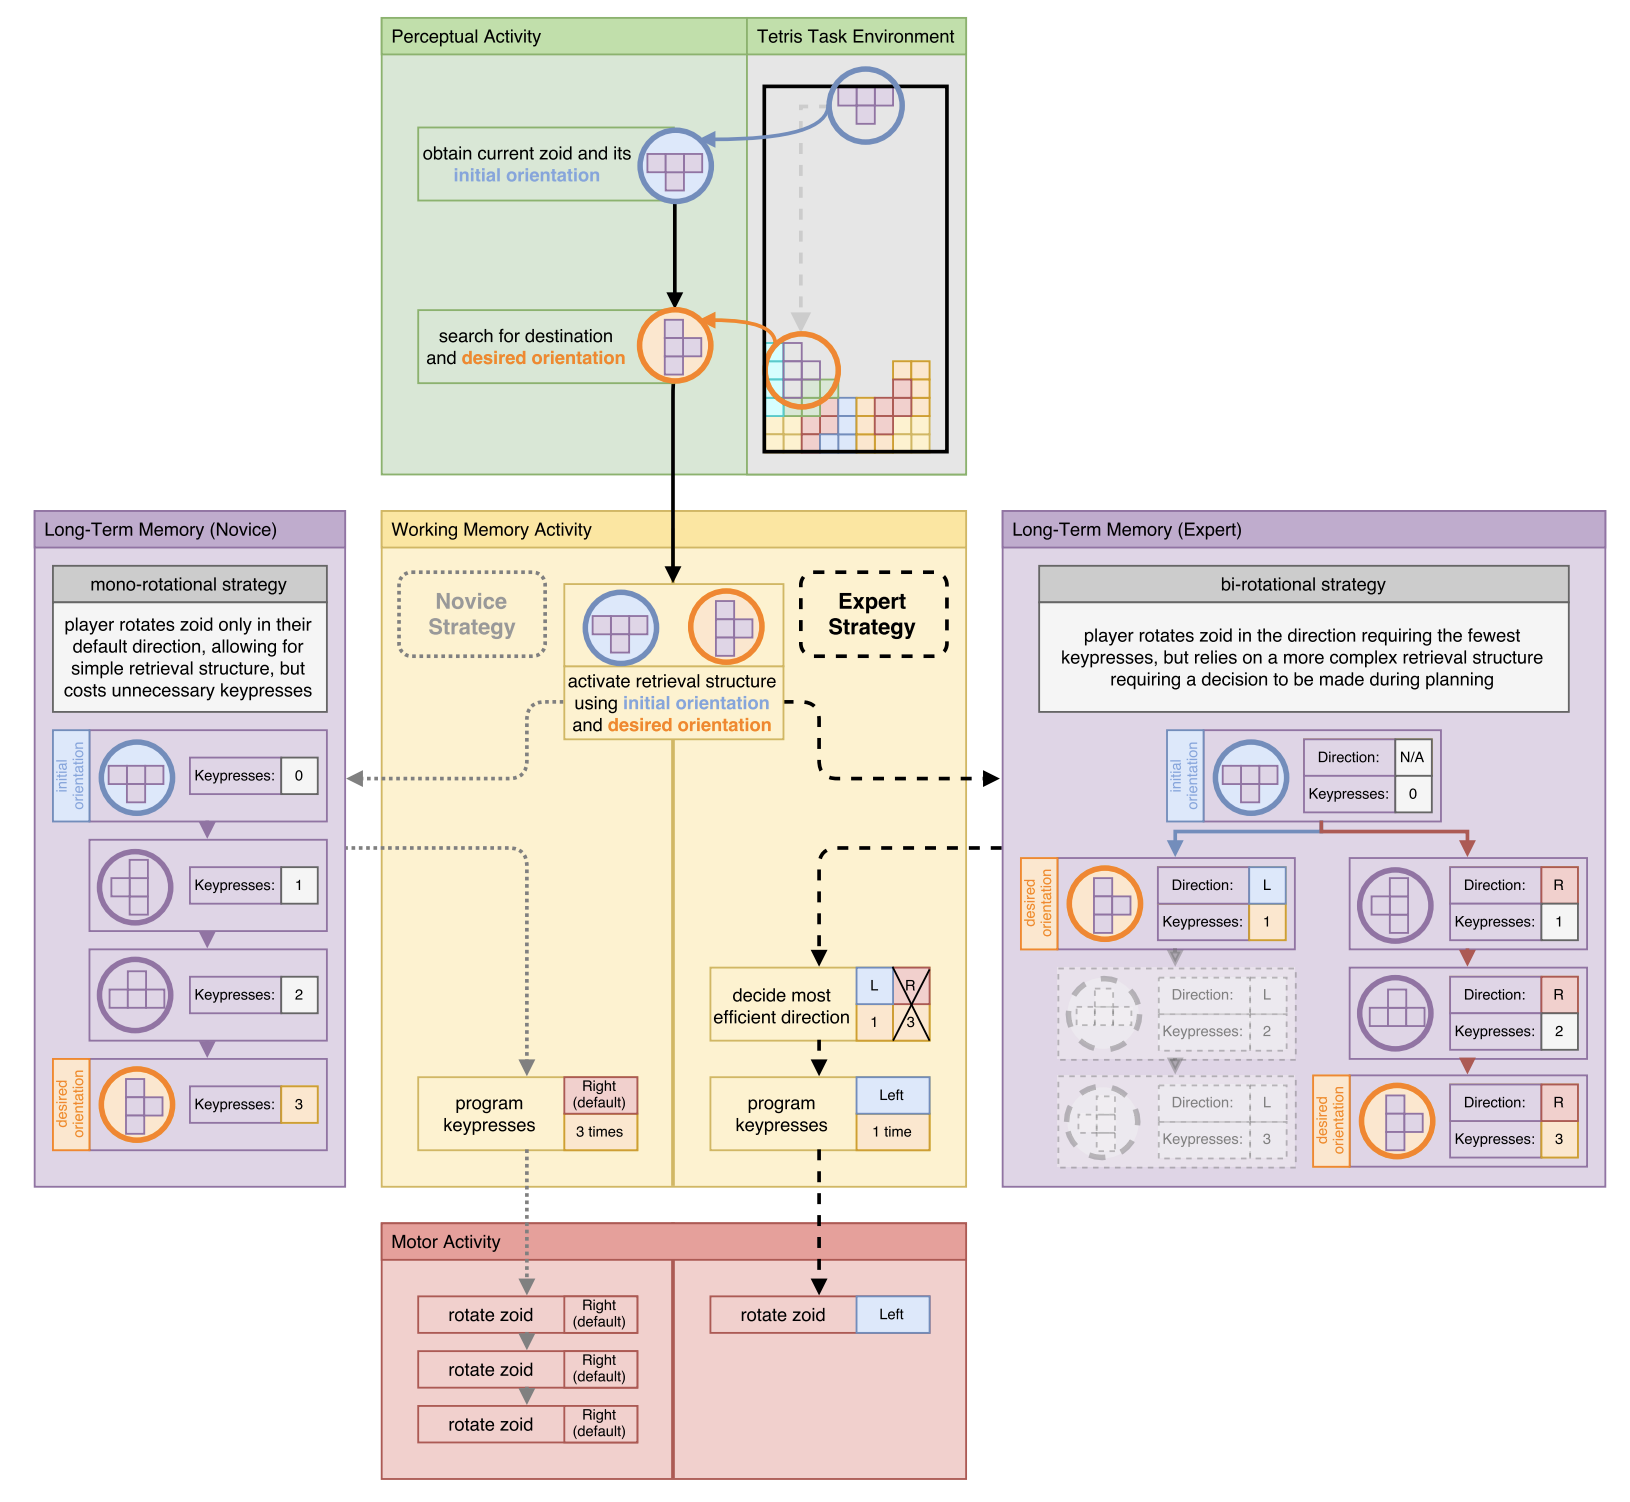 Perceptual Activity
Tetris Task Environment
obtain current zoid and its
initial orientation
search for destination
and desired orientation
Long-Term Memory (Novice)
mono-rotational strategy
player rotates zoid only in their
default direction, allowing for
simple retrieval structure, but
costs unnecessary keypresses
initial
orientation
Keypresses: 0
Keypresses: 1
Keypresses: 2
desired
orientation
Keypresses: 3
Working Memory Activity
Novice
Strategy
Expert
Strategy
activate retrieval structure
using initial orientation
and desired orientation
decide most
efficient direction
L R
1 3
program
keypresses
Right
(default)
3 times
program
keypresses
Left
1 time
Long-Term Memory (Expert)
bi-rotational strategy
player rotates zoid in the direction requiring the fewest
keypresses, but relies on a more complex retrieval structure
requiring a decision to be made during planning
initial
orientation
Direction: N/A
Keypresses: 0
desired
orientation
Direction: L
Keypresses: 1
Direction: R
Keypresses: 1
Direction: L
Keypresses: 2
Direction: R
Keypresses: 2
Direction: L
Keypresses: 3
desired
orientation
Direction: R
Keypresses: 3
Motor Activity
rotate zoid
Right
(default)
rotate zoid
Right
(default)
rotate zoid
Right
(default)
rotate zoid
Left